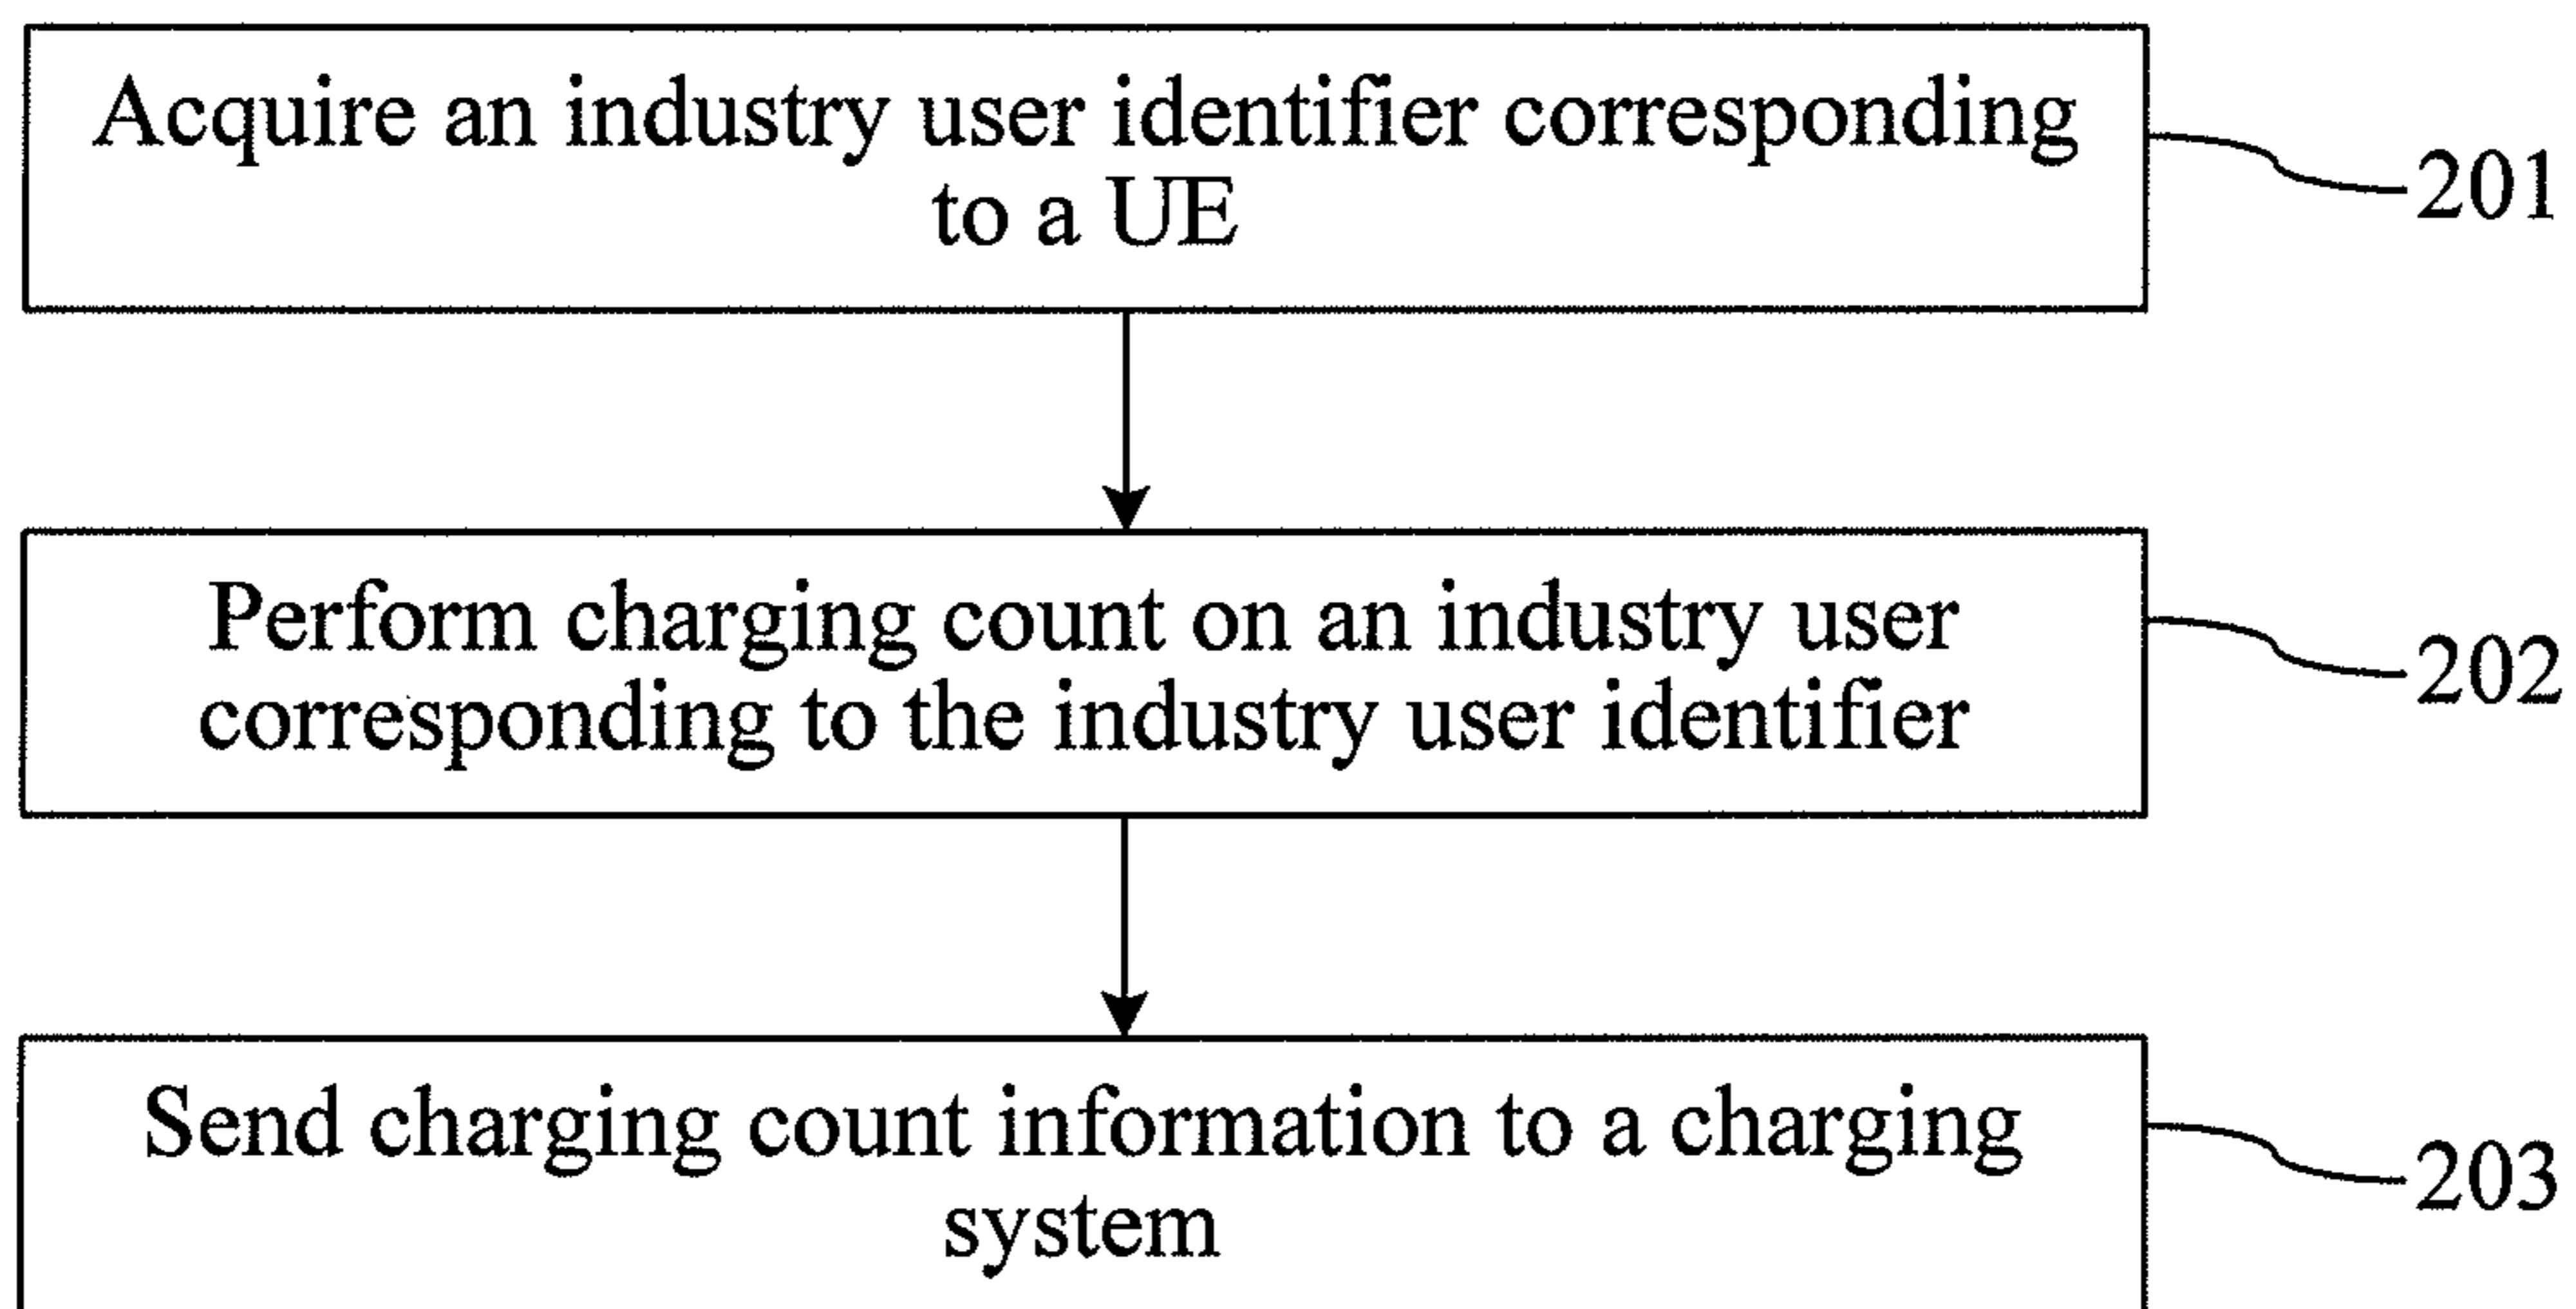 Acquire an industry user identifier corresponding
to a UE
201
Perform charging count on an industry user
corresponding to the industry user identifier
202
Send charging count information to a charging
system
203